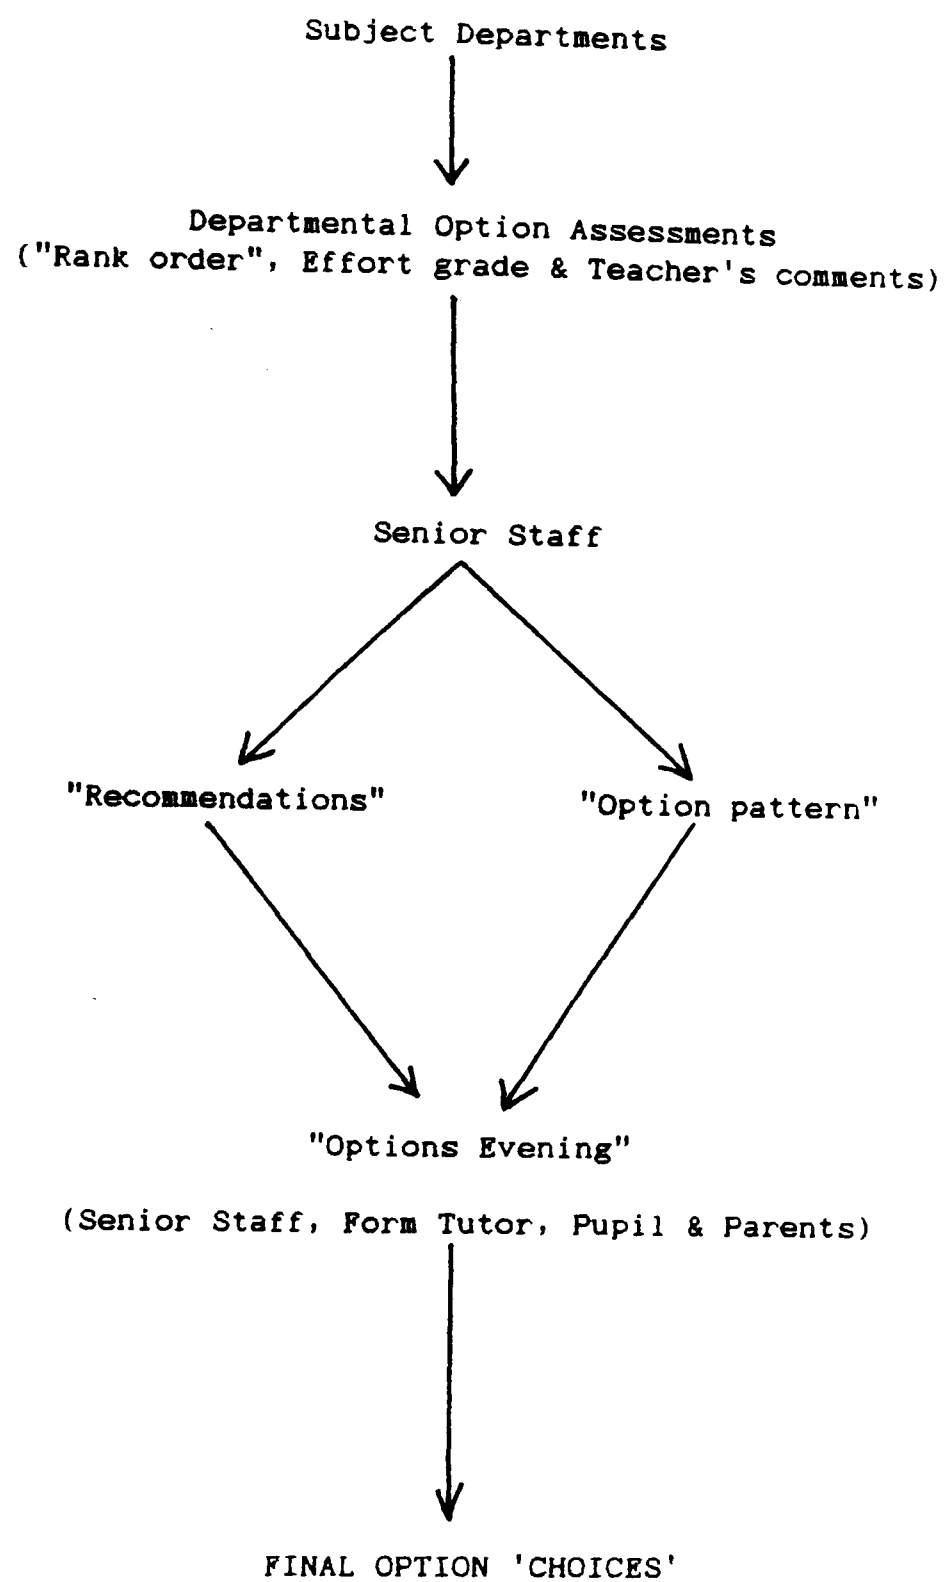 Subject Departments
Departmental Option Assessments
("Rank order", Effort grade & Teacher's comments)
Senior Staff
"Recommendations"
"Option pattern"
"Options Evening"
(Senior Staff, Form Tutor, Pupil & Parents)
FINAL OPTION 'CHOICES'